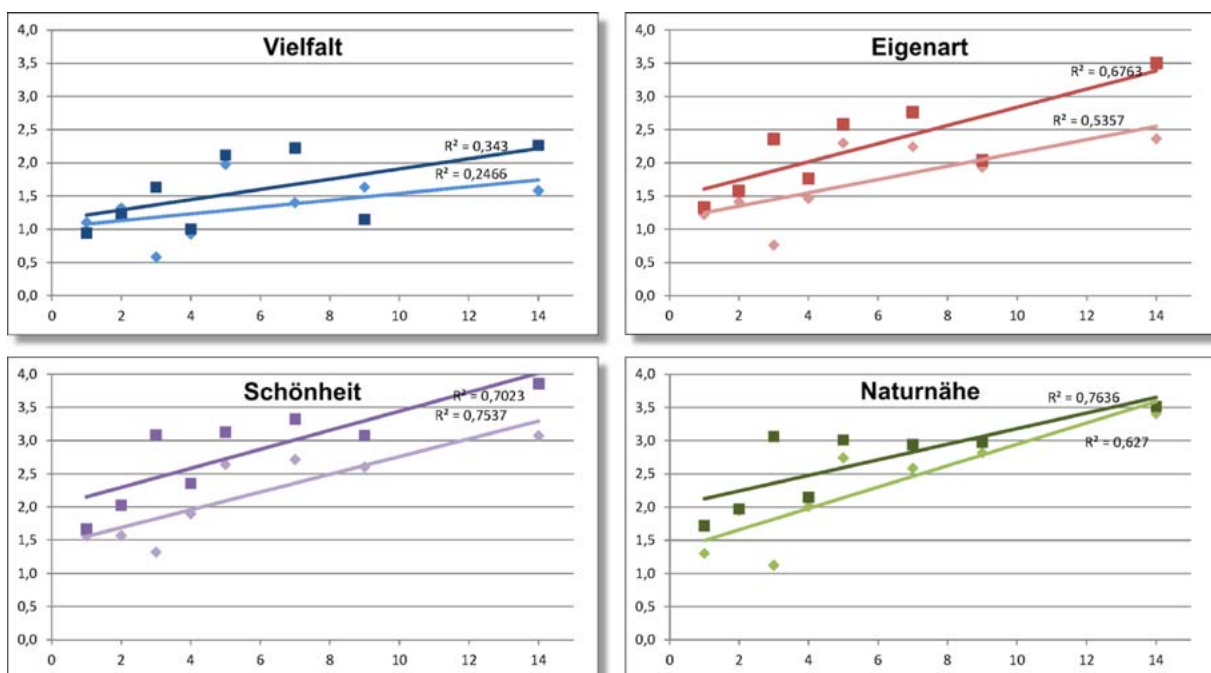 Vielfalt
4,0
3,5
3,0
2,5
2,0
1,5
1,0
0,5
0,0
R² = 0,343
R² = 0,2466
0 2 4 6 8 10 12 14
Eigenart
4,0
3,5
3,0
2,5
2,0
1,5
1,0
0,5
0,0
R² = 0,6763
R² = 0,5357
0 2 4 6 8 10 12 14
Schönheit
4,0
3,5
3,0
2,5
2,0
1,5
1,0
0,5
0,0
R² = 0,7023
R² = 0,7537
0 2 4 6 8 10 12 14
Naturnähe
4,0
3,5
3,0
2,5
2,0
1,5
1,0
0,5
0,0
R² = 0,7636
R² = 0,627
0 2 4 6 8 10 12 14